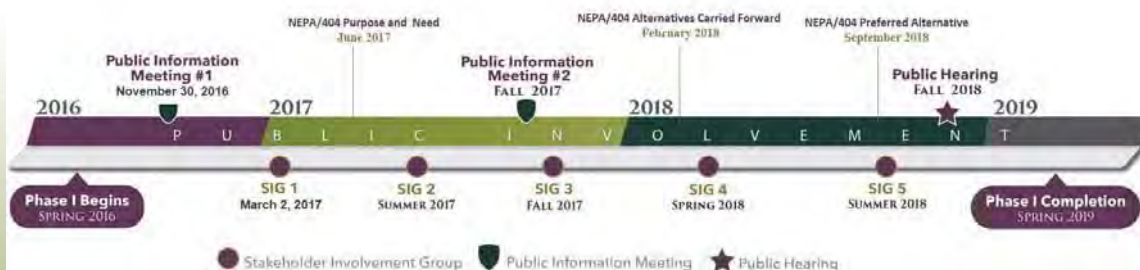 NEPA/404 Purpose and Need
June 2017
NEPA/404 Alternatives Carried Forward
February 2018
NEPA/404 Preferred Alternative
September 2018
Public Information
Meeting #1
November 30, 2016
Public Information
Meeting #2
FALL 2017
Public Hearing
FALL 2018
2016
2017
2018
2019
PUBLIC INVOLVEMENT
Phase I Begins
SPRING 2016
SIG 1
March 2, 2017
SIG 2
SUMMER 2017
SIG 3
FALL 2017
SIG 4
SPRING 2018
SIG 5
SUMMER 2018
Phase I Completion
SPRING 2019
Stakeholder Involvement Group
Public Information Meeting
Public Hearing